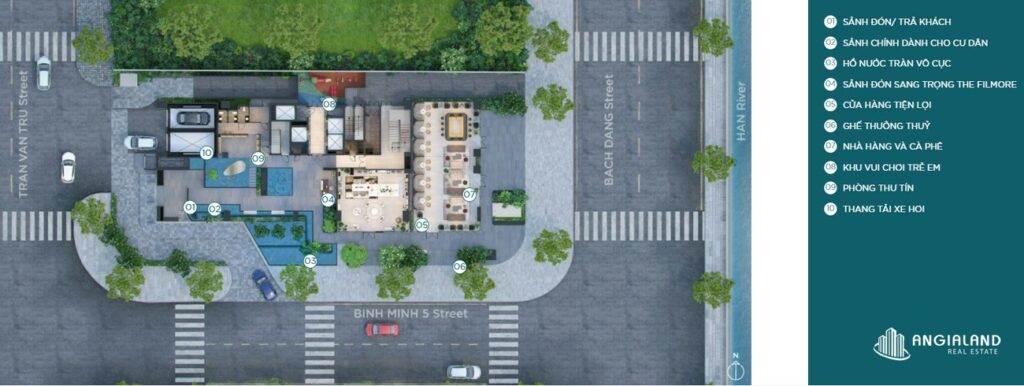 TRAN VAN TRU Street
BACH DANG Street
HAN River
BINH MINH 5 Street
N
01
02
03
04
05
06
07
08
09
10
01 SẢNH ĐÓN/ TRẢ KHÁCH
02 SẢNH CHÍNH DÀNH CHO CƯ DÂN
03 HỒ NƯỚC TRÀN VÔ CỰC
04 SẢNH ĐÓN SANG TRỌNG THE FILMORE
05 CỬA HÀNG TIỆN LỢI
06 GHẾ THƯỞNG THUỶ
07 NHÀ HÀNG VÀ CÀ PHÊ
08 KHU VUI CHƠI TRẺ EM
09 PHÒNG THƯ TÍN
10 THANG TẢI XE HƠI
ANGIALAND
REAL ESTATE